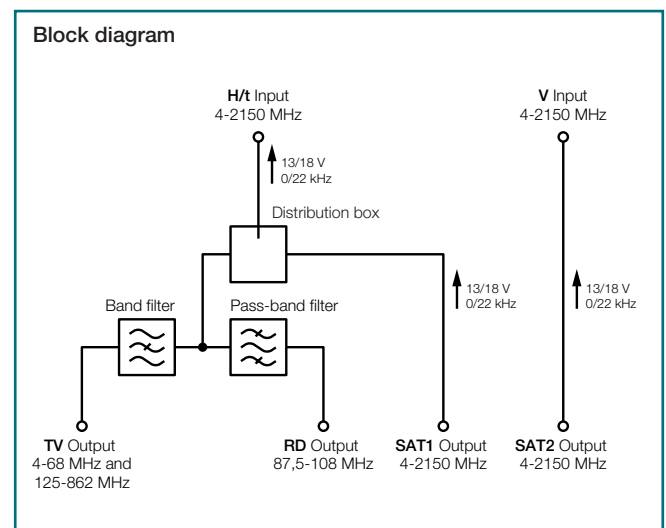 Block diagram
H/t Input
4-2150 MHz
V Input
4-2150 MHz
13/18 V
0/22 kHz
Distribution box
13/18 V
0/22 kHz
13/18 V
0/22 kHz
Band filter
Pass-band filter
TV Output
4-68 MHz and
125-862 MHz
RD Output
87,5-108 MHz
SAT1 Output
4-2150 MHz
SAT2 Output
4-2150 MHz